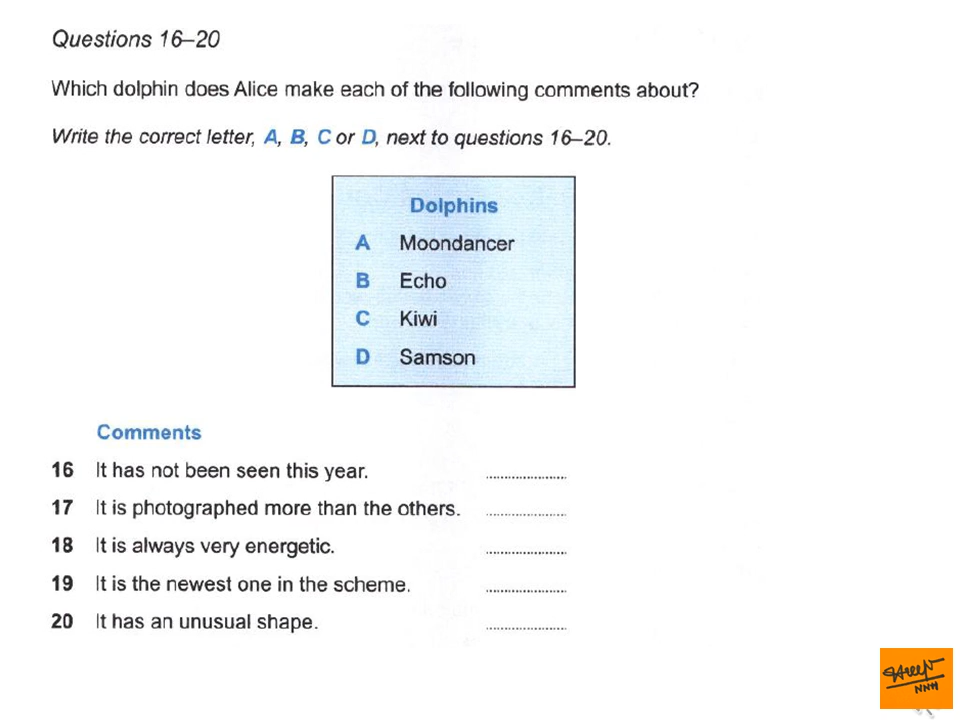 Questions 16–20
Which dolphin does Alice make each of the following comments about?
Write the correct letter, A, B, C or D, next to questions 16–20.
Dolphins
A Moondancer
B Echo
C Kiwi
D Samson
Comments
16 It has not been seen this year. ........................
17 It is photographed more than the others. ........................
18 It is always very energetic. ........................
19 It is the newest one in the scheme. ........................
20 It has an unusual shape. ........................
NNH